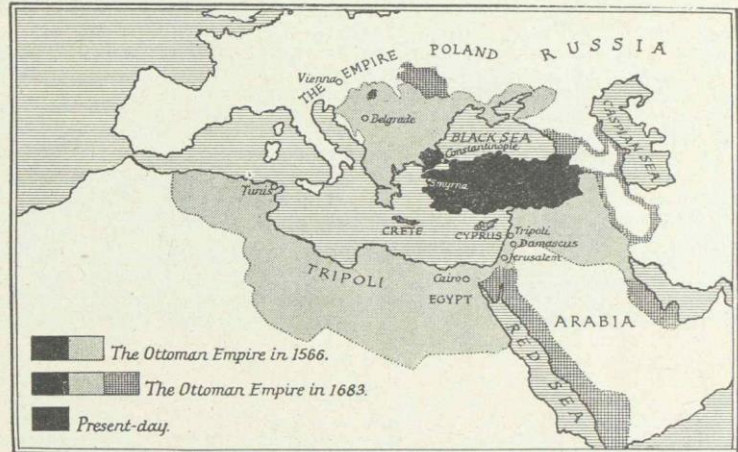 THE EMPIRE
POLAND
RUSSIA
Vienna
Belgrade
BLACK SEA
CASPIAN SEA
Constantinople
Smyrna
Tunis
CRETE
CYPRUS
Tripoli
Damascus
Jerusalem
TRIPOLI
Cairo
EGYPT
ARABIA
RED SEA
The Ottoman Empire in 1566.
The Ottoman Empire in 1683.
Present-day.